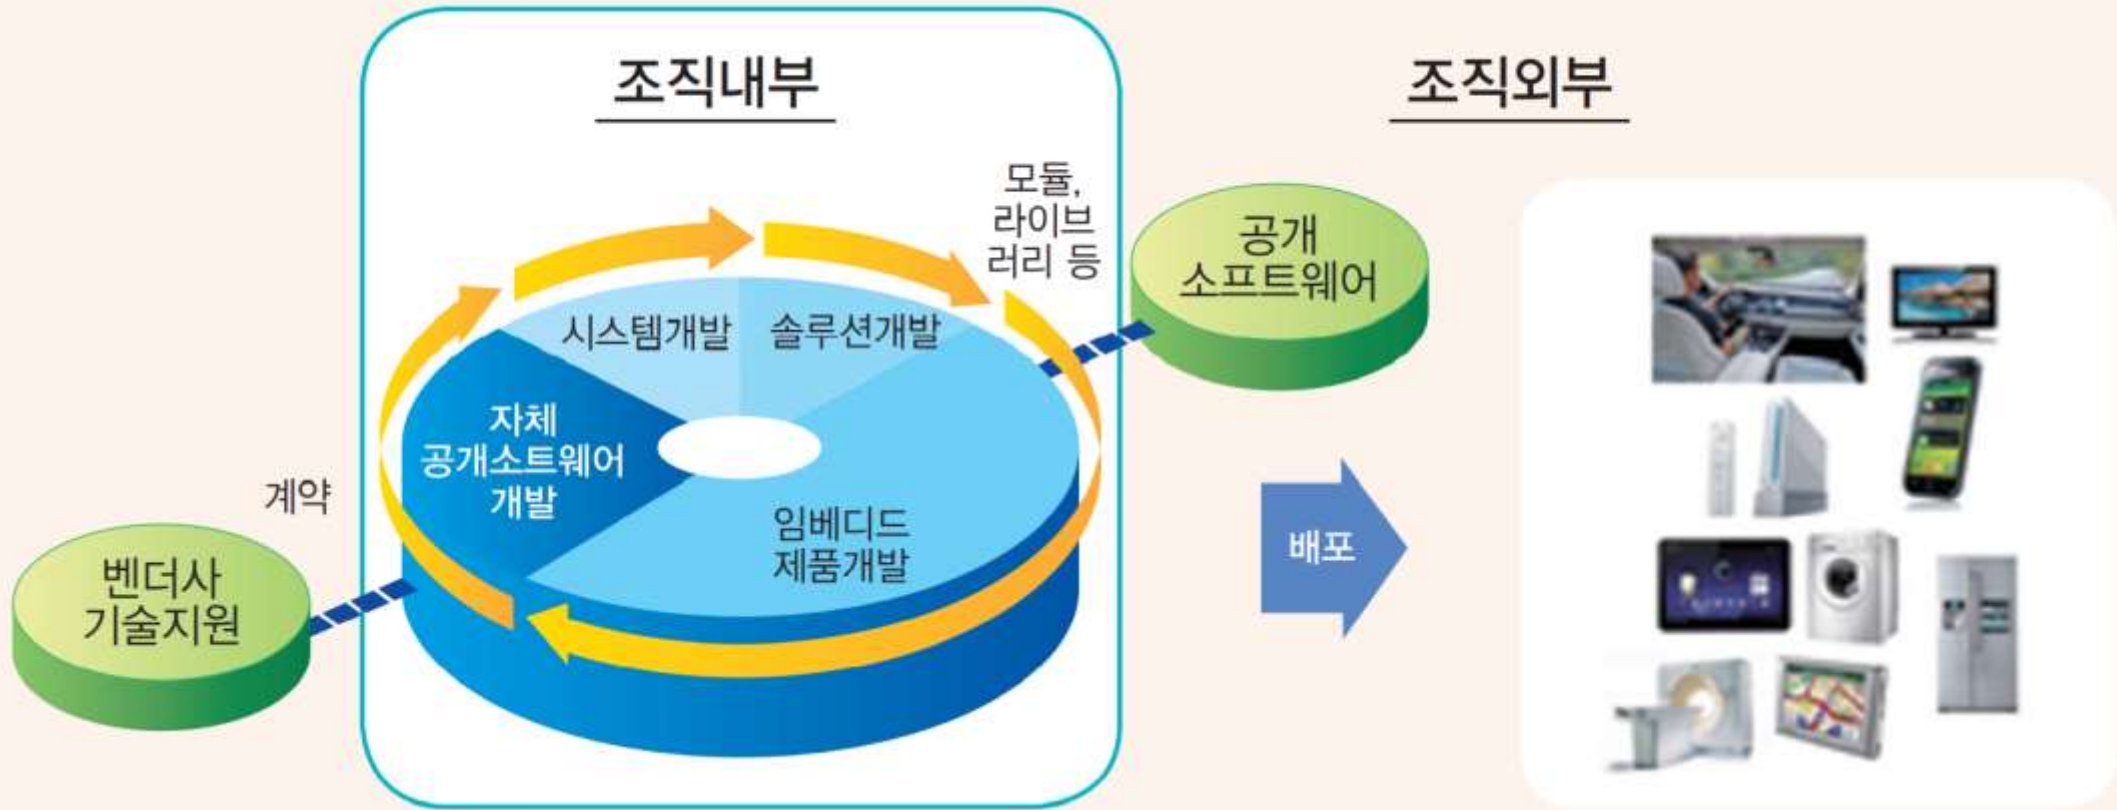 조직내부
조직외부
모듈,
라이브
러리 등
공개
소프트웨어
시스템개발
솔루션개발
자체
공개소트웨어
개발
계약
임베디드
제품개발
배포
벤더사
기술지원